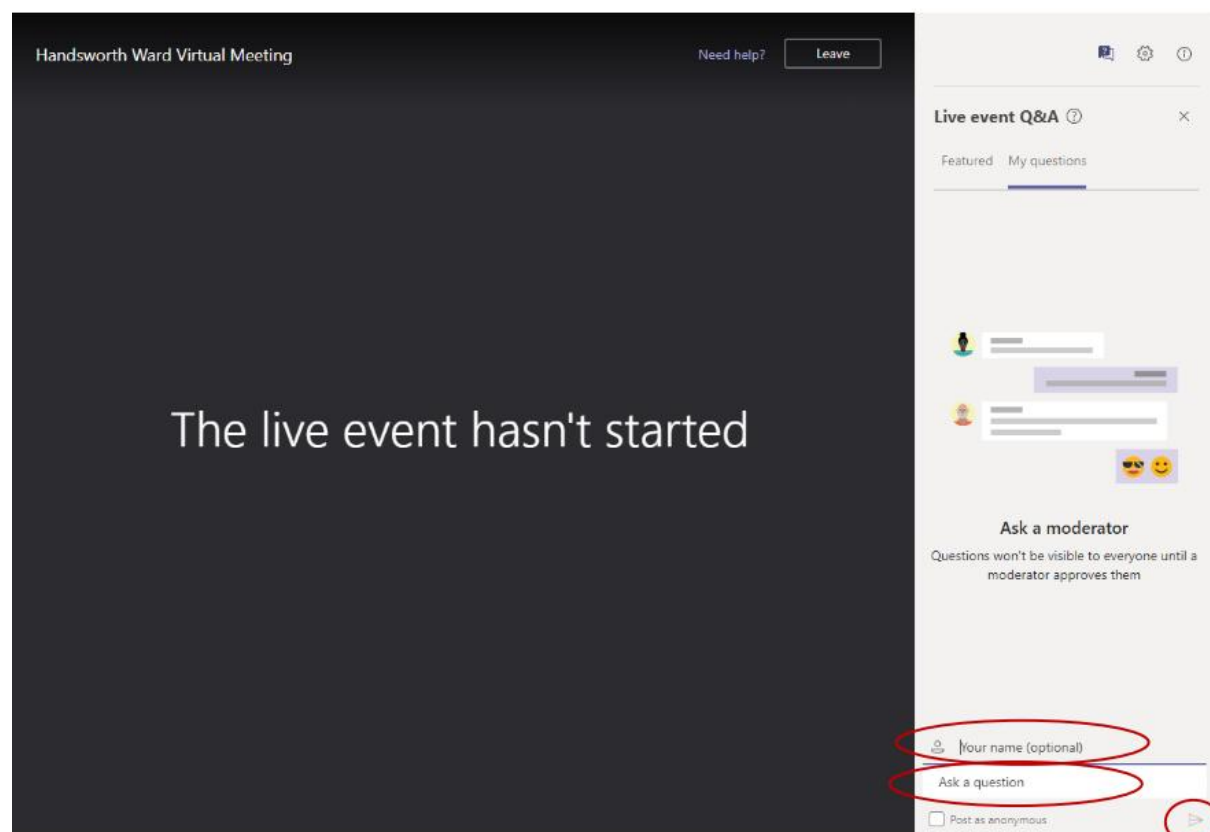 Handsworth Ward Virtual Meeting
Need help?
Leave
Live event Q&A
Featured
My questions
The live event hasn't started
Ask a moderator
Questions won't be visible to everyone until a
moderator approves them
Your name (optional)
Ask a question
Post as anonymous